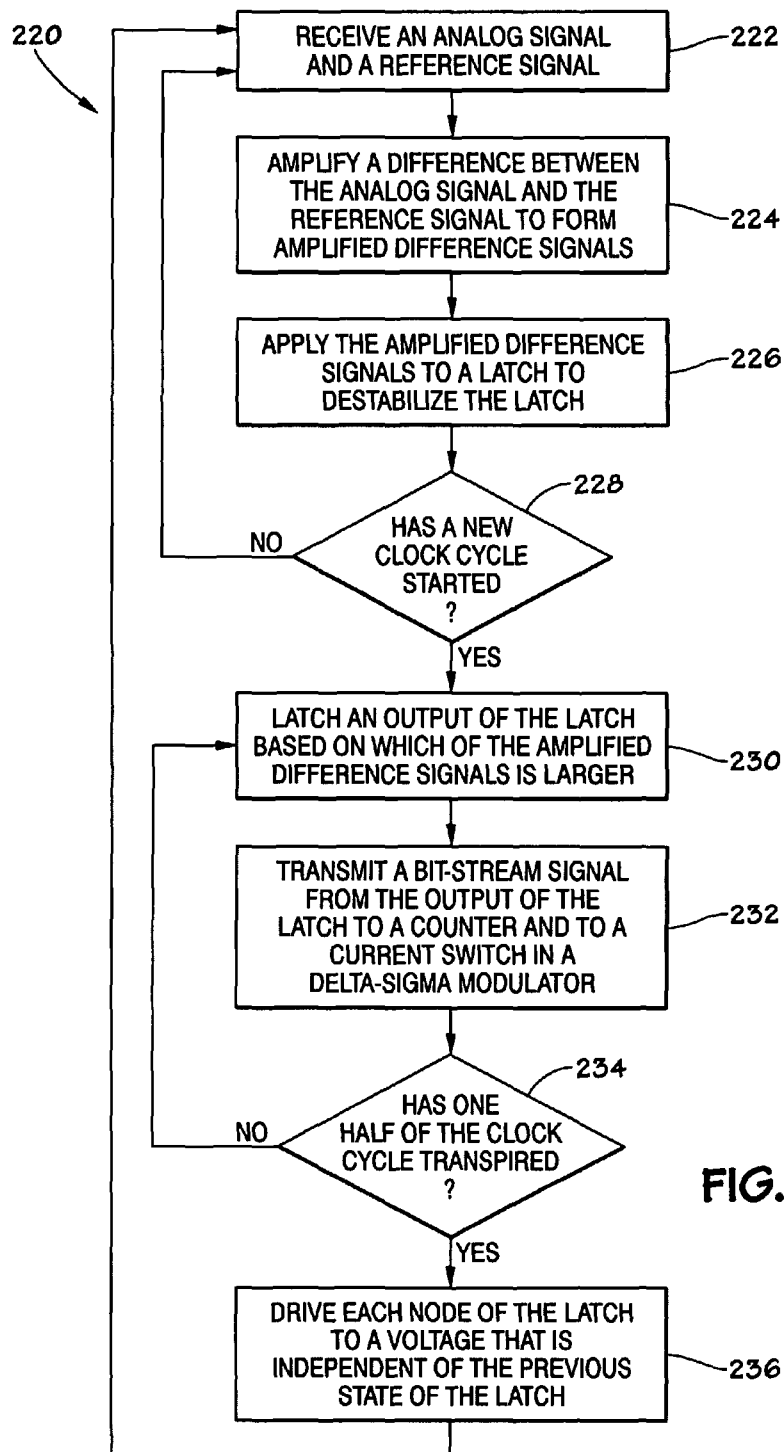 220
RECEIVE AN ANALOG SIGNAL
AND A REFERENCE SIGNAL
222
AMPLIFY A DIFFERENCE BETWEEN
THE ANALOG SIGNAL AND THE
REFERENCE SIGNAL TO FORM
AMPLIFIED DIFFERENCE SIGNALS
224
APPLY THE AMPLIFIED DIFFERENCE
SIGNALS TO A LATCH TO
DESTABILIZE THE LATCH
226
228
HAS A NEW
CLOCK CYCLE
STARTED
?
NO
YES
LATCH AN OUTPUT OF THE LATCH
BASED ON WHICH OF THE AMPLIFIED
DIFFERENCE SIGNALS IS LARGER
230
TRANSMIT A BIT-STREAM SIGNAL
FROM THE OUTPUT OF THE
LATCH TO A COUNTER AND TO A
CURRENT SWITCH IN A
DELTA-SIGMA MODULATOR
232
234
HAS ONE
HALF OF THE CLOCK
CYCLE TRANSPIRED
?
NO
YES
FIG.
DRIVE EACH NODE OF THE LATCH
TO A VOLTAGE THAT IS
INDEPENDENT OF THE PREVIOUS
STATE OF THE LATCH
236